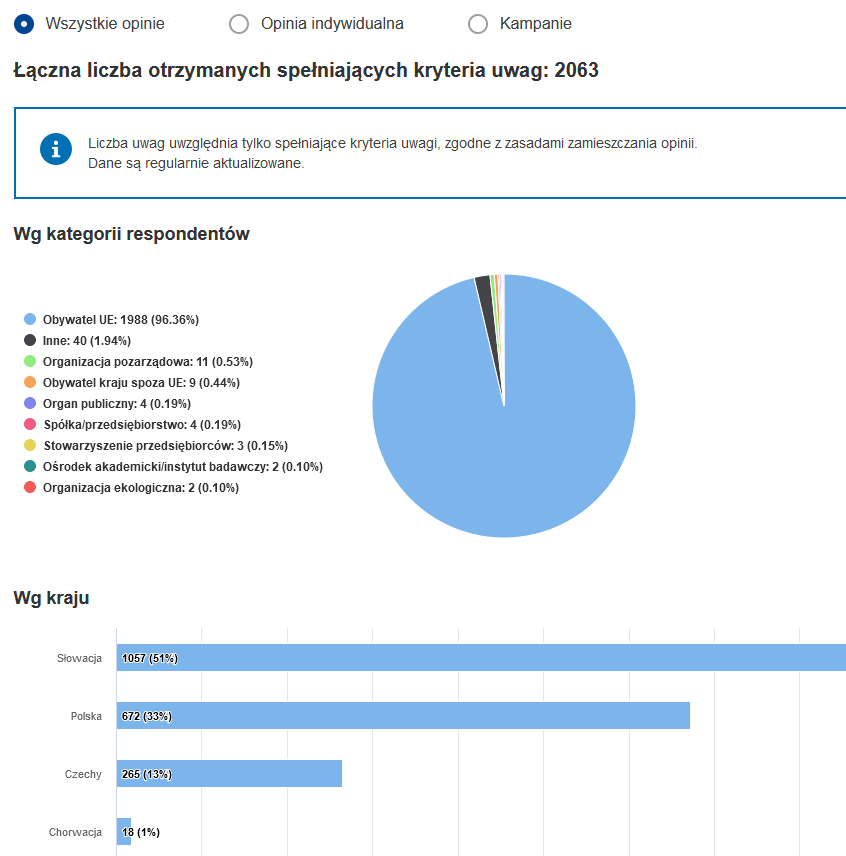 Wszystkie opinie Opinia indywidualna Kampanie
Łączna liczba otrzymanych spełniających kryteria uwag: 2063
Liczba uwag uwzględnia tylko spełniające kryteria uwagi, zgodne z zasadami zamieszczania opinii.
Dane są regularnie aktualizowane.
Wg kategorii respondentów
Obywatel UE: 1988 (96.36%)
Inne: 40 (1.94%)
Organizacja pozarządowa: 11 (0.53%)
Obywatel kraju spoza UE: 9 (0.44%)
Organ publiczny: 4 (0.19%)
Spółka/przedsiębiorstwo: 4 (0.19%)
Stowarzyszenie przedsiębiorców: 3 (0.15%)
Ośrodek akademicki/instytut badawczy: 2 (0.10%)
Organizacja ekologiczna: 2 (0.10%)
Wg kraju
Słowacja 1057 (51%)
Polska 672 (33%)
Czechy 265 (13%)
Chorwacja 18 (1%)